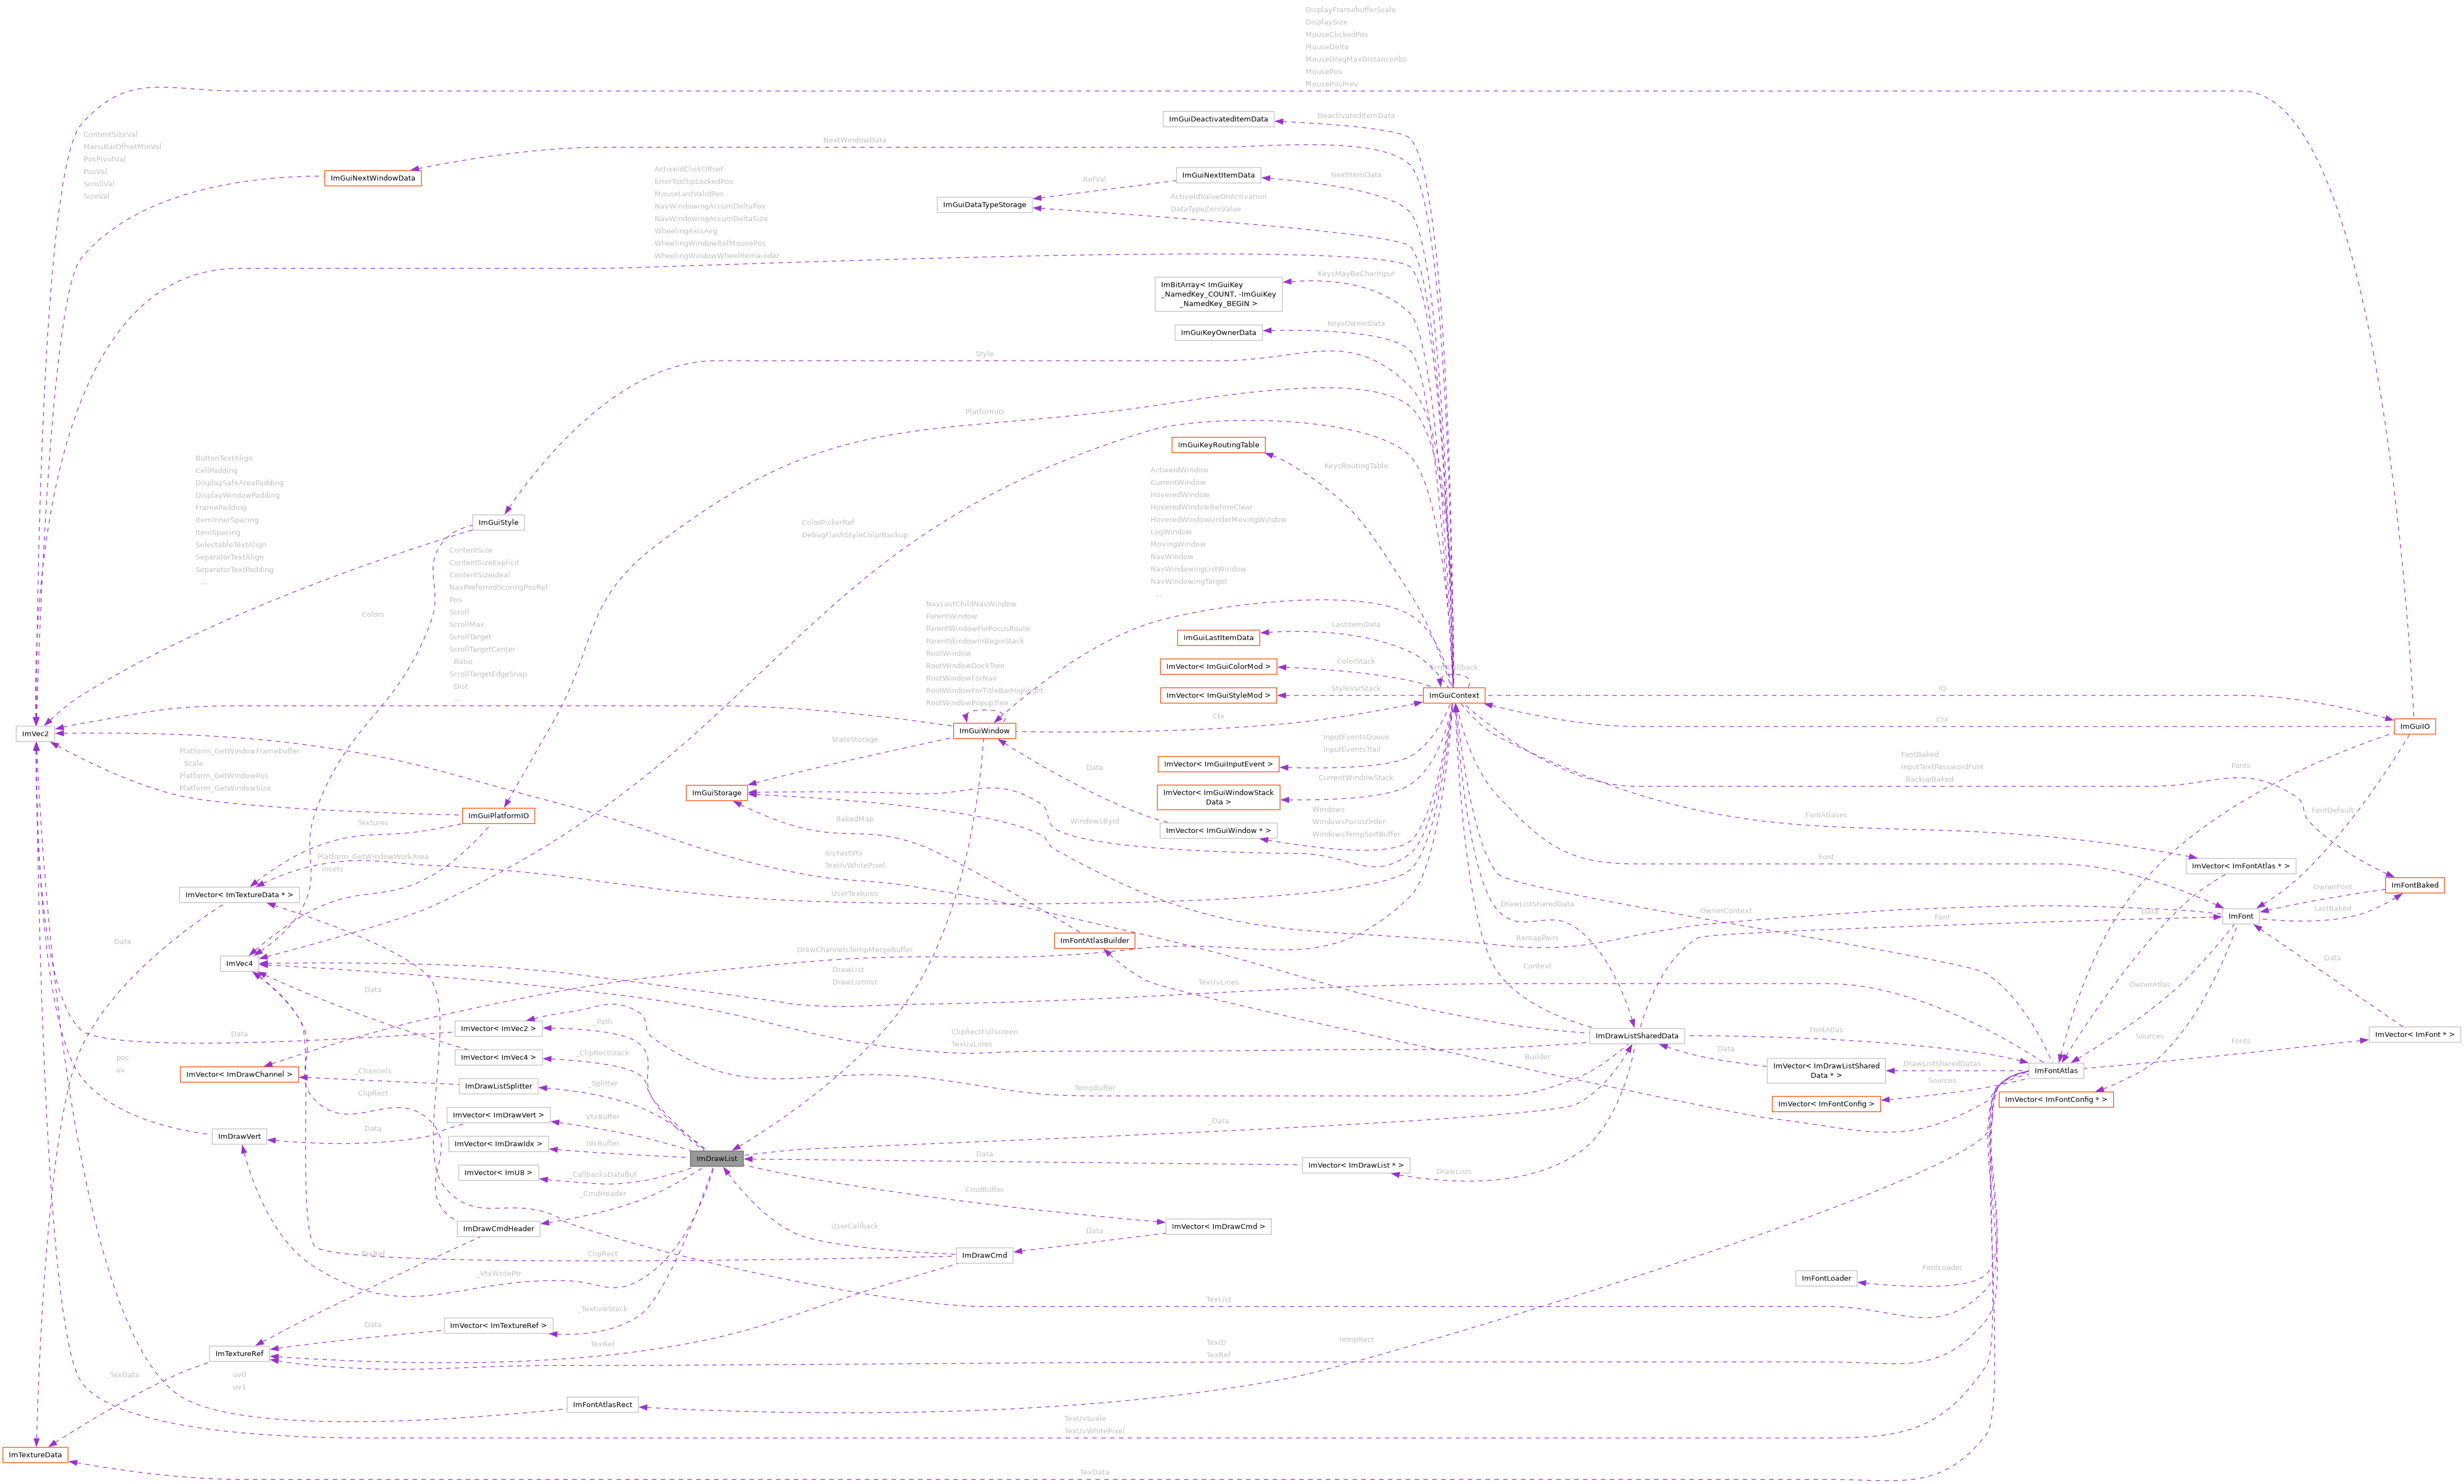 DisplayFramebufferScale
DisplaySize
MouseClickedPos
MouseDelta
MouseDragMaxDistanceAbs
MousePos
MousePosPrev
ImGuiDeactivatedItemData
DeactivatedItemData
ContentSizeVal
MenuBarOffsetMinVal
PosPivotVal
PosVal
ScrollVal
SizeVal
NextWindowData
ImGuiNextWindowData
ActiveIdClickOffset
ErrorTooltipLockedPos
MouseLastValidPos
NavWindowingAccumDeltaPos
NavWindowingAccumDeltaSize
WheelingAxisAvg
WheelingWindowRefMousePos
WheelingWindowWheelRemainder
RefVal
ImGuiNextItemData
NextItemData
ImGuiDataTypeStorage
ActiveIdValueOnActivation
DataTypeZeroValue
KeysMayBeCharInput
ImBitArray< ImGuiKey
_NamedKey_COUNT, -ImGuiKey
_NamedKey_BEGIN >
KeysOwnerData
ImGuiKeyOwnerData
Style
PlatformIO
ImGuiKeyRoutingTable
KeysRoutingTable
ButtonTextAlign
CellPadding
DisplaySafeAreaPadding
DisplayWindowPadding
FramePadding
ItemInnerSpacing
ItemSpacing
SelectableTextAlign
SeparatorTextAlign
SeparatorTextPadding
...
ImGuiStyle
ColorPickerRef
DebugFlashStyleColorBackup
ActiveIdWindow
CurrentWindow
HoveredWindow
HoveredWindowBeforeClear
HoveredWindowUnderMovingWindow
LogWindow
MovingWindow
NavWindow
NavWindowingListWindow
NavWindowingTarget
...
Colors
ContentSize
ContentSizeExplicit
ContentSizeIdeal
NavPreferredScoringPosRel
Pos
Scroll
ScrollMax
ScrollTarget
ScrollTargetCenter
Ratio
ScrollTargetEdgeSnap
Dist
...
NavLastChildNavWindow
ParentWindow
ParentWindowForFocusRoute
ParentWindowInBeginStack
RootWindow
RootWindowDockTree
RootWindowForNav
RootWindowForTitleBarHighlight
RootWindowPopupTree
ImGuiLastItemData
LastItemData
ImVector< ImGuiColorMod >
ColorStack
ErrorCallback
ImVector< ImGuiStyleMod >
StyleVarStack
ImGuiContext
IO
Ctx
ImGuiIO
ImVec2
ImGuiWindow
Ctx
Platform_GetWindowFramebuffer
Scale
Platform_GetWindowPos
Platform_GetWindowSize
StateStorage
InputEventsQueue
InputEventsTrail
ImVector< ImGuiInputEvent >
Data
CurrentWindowStack
FontBaked
InputTextPasswordFont
BackupBaked
Fonts
ImGuiStorage
ImVector< ImGuiWindowStack
Data >
ImGuiPlatformIO
Textures
BakedMap
WindowsById
ImVector< ImGuiWindow * >
Windows
WindowsFocusOrder
WindowsTempSortBuffer
FontAtlases
FontDefault
Platform_GetWindowWorkArea
Insets
ArcFastVtx
TexUvWhitePixel
Font
ImVector< ImFontAtlas * >
ImVector< ImTextureData * >
UserTextures
DrawListSharedData
OwnerContext
OwnerFont
ImFontBaked
LastBaked
Data
Font
ImFont
Data
ImFontAtlasBuilder
RemapPairs
DrawChannelsTempMergeBuffer
ImVec4
DrawList
DrawListInst
Context
Data
Data
TexUvLines
OwnerAtlas
_Path
ImVector< ImVec2 >
Data
ClipRectFullscreen
TexUvLines
ImDrawListSharedData
FontAtlas
Sources
Fonts
ImVector< ImFont * >
pos
uv
_ClipRectStack
ImVector< ImVec4 >
Builder
Data
ImVector< ImDrawListShared
Data * >
DrawListSharedDatas
ImFontAtlas
ImVector< ImDrawChannel >
_Channels
ImDrawListSplitter
_Splitter
TempBuffer
Sources
ClipRect
ImVector< ImFontConfig >
ImVector< ImFontConfig * >
ImVector< ImDrawVert >
VtxBuffer
_Data
Data
ImDrawVert
ImVector< ImDrawIdx >
IdxBuffer
ImDrawList
Data
ImVector< ImDrawList * >
DrawLists
ImVector< ImU8 >
_CallbacksDataBuf
_CmdHeader
CmdBuffer
ImDrawCmdHeader
UserCallback
Data
ImVector< ImDrawCmd >
TexRef
ClipRect
ImDrawCmd
_VtxWritePtr
ImFontLoader
FontLoader
_TextureStack
TexList
ImVector< ImTextureRef >
Data
TexRef
TexID
TexRef
TempRect
ImTextureRef
_TexData
uv0
uv1
ImFontAtlasRect
TexUvScale
TexUvWhitePixel
ImTextureData
TexData